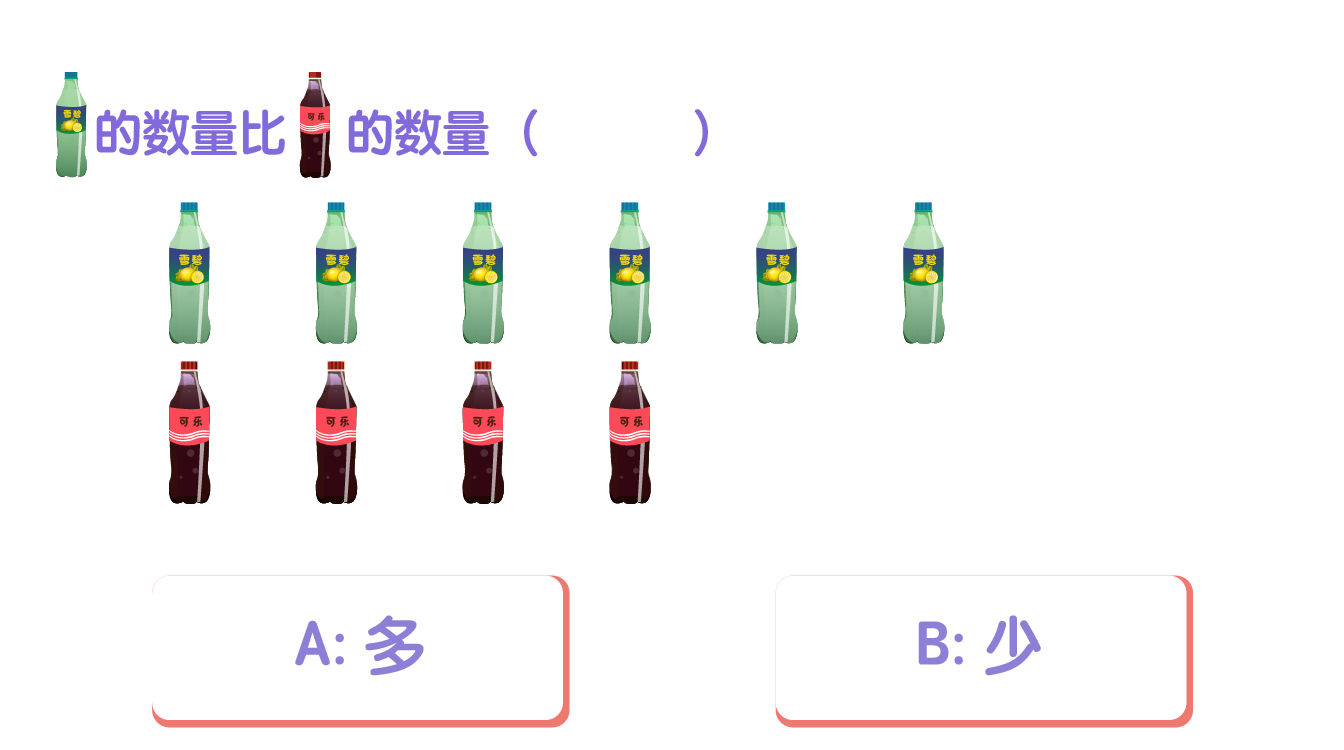 雪碧 的数量比 可乐 的数量（ ）
雪碧 雪碧 雪碧 雪碧 雪碧 雪碧
可乐 可乐 可乐 可乐
A: 多
B: 少